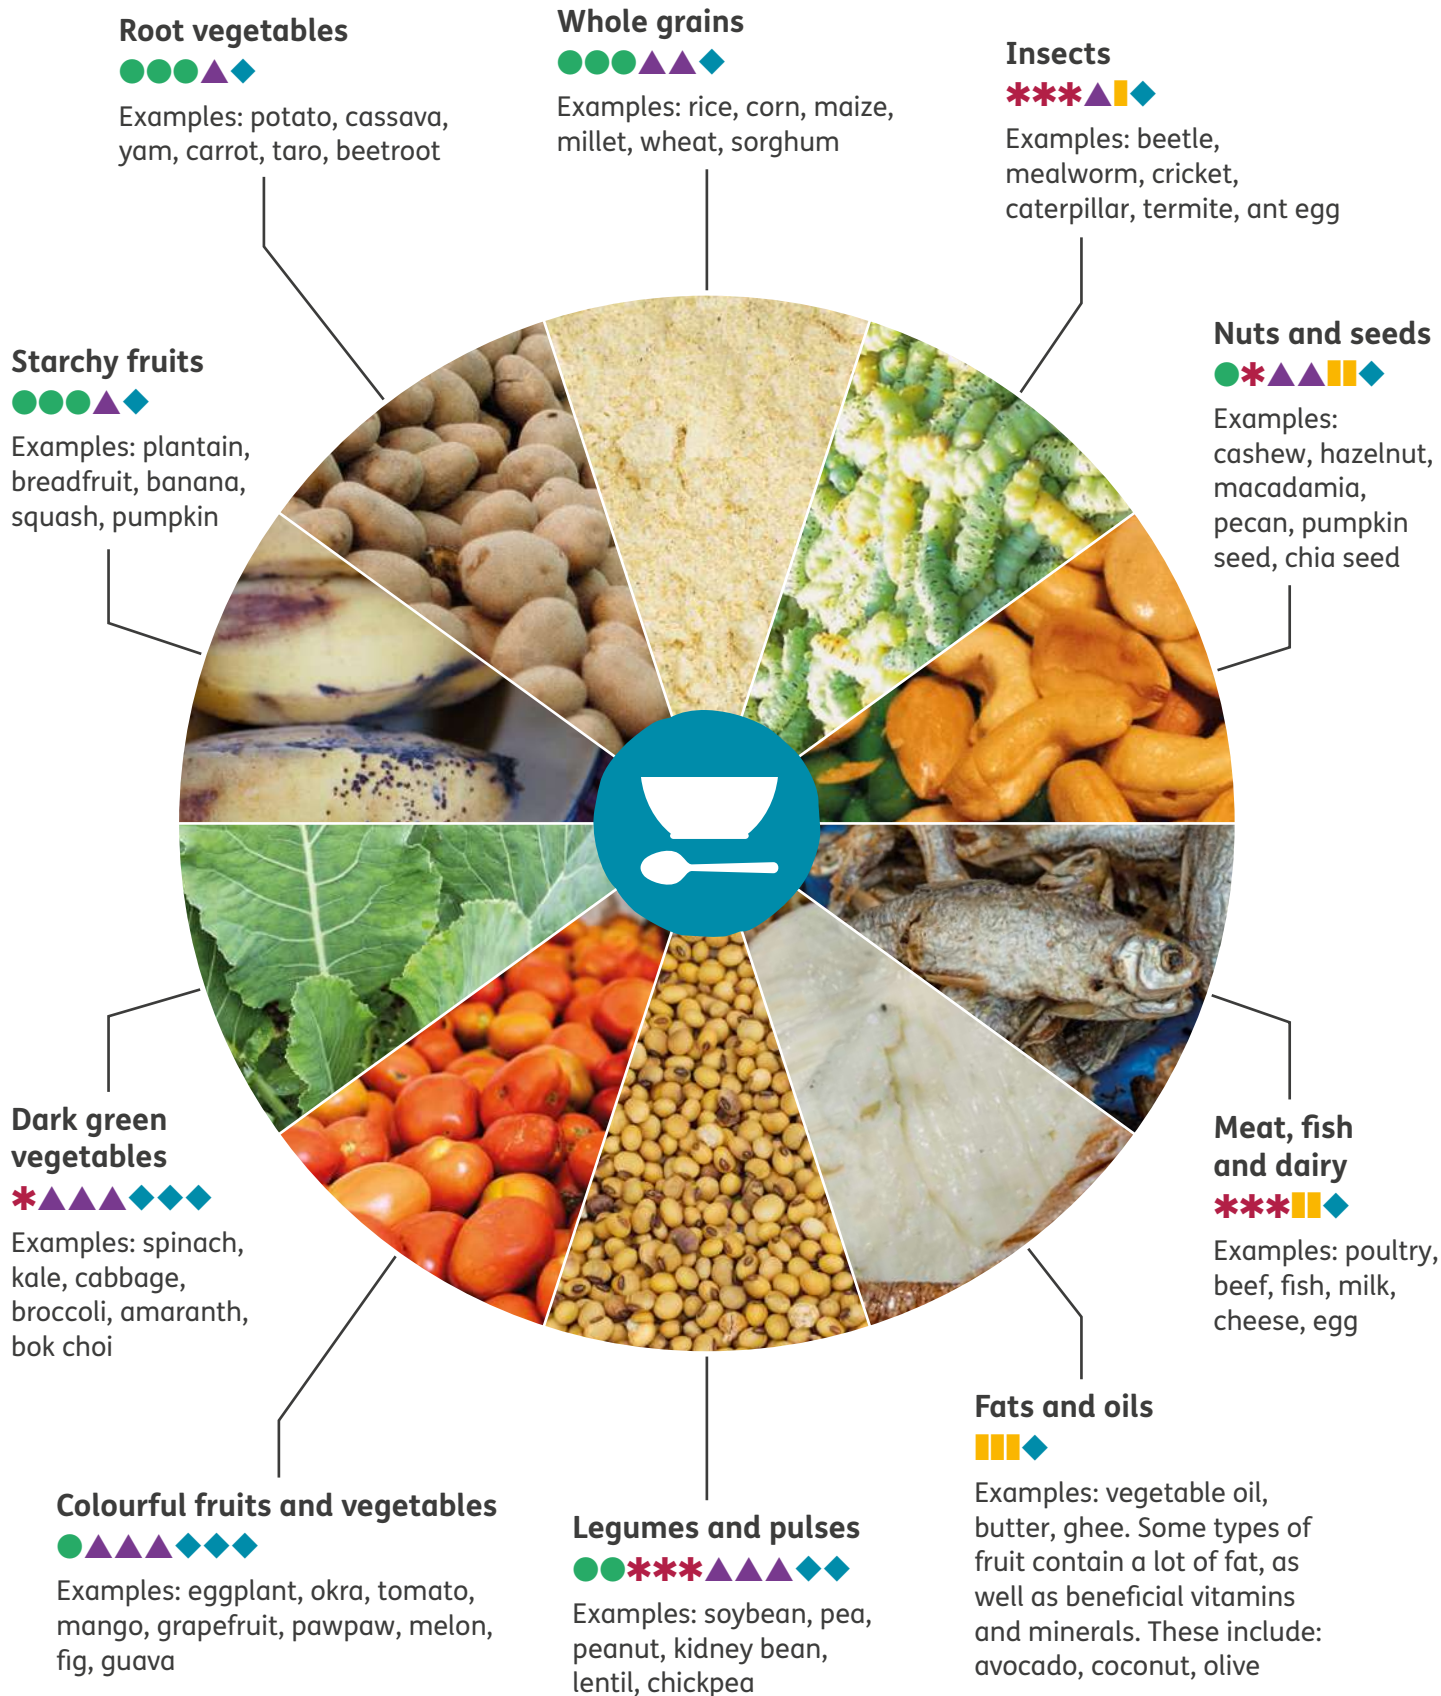 Root vegetables
Examples: potato, cassava,
yam, carrot, taro, beetroot
Whole grains
Examples: rice, corn, maize,
millet, wheat, sorghum
Insects
Examples: beetle,
mealworm, cricket,
caterpillar, termite, ant egg
Starchy fruits
Examples: plantain,
breadfruit, banana,
squash, pumpkin
Nuts and seeds
Examples:
cashew, hazelnut,
macadamia,
pecan, pumpkin
seed, chia seed
Dark green
vegetables
Examples: spinach,
kale, cabbage,
broccoli, amaranth,
bok choi
Meat, fish
and dairy
Examples: poultry,
beef, fish, milk,
cheese, egg
Colourful fruits and vegetables
Examples: eggplant, okra, tomato,
mango, grapefruit, pawpaw, melon,
fig, guava
Legumes and pulses
Examples: soybean, pea,
peanut, kidney bean,
lentil, chickpea
Fats and oils
Examples: vegetable oil,
butter, ghee. Some types of
fruit contain a lot of fat, as
well as beneficial vitamins
and minerals. These include:
avocado, coconut, olive